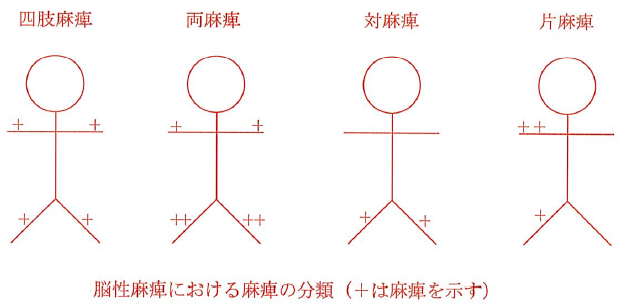 四肢麻痺 両麻痺 対麻痺 片麻痺
+ + + + ++
+ + ++ ++ + + +
脳性麻痺における麻痺の分類（＋は麻痺を示す）